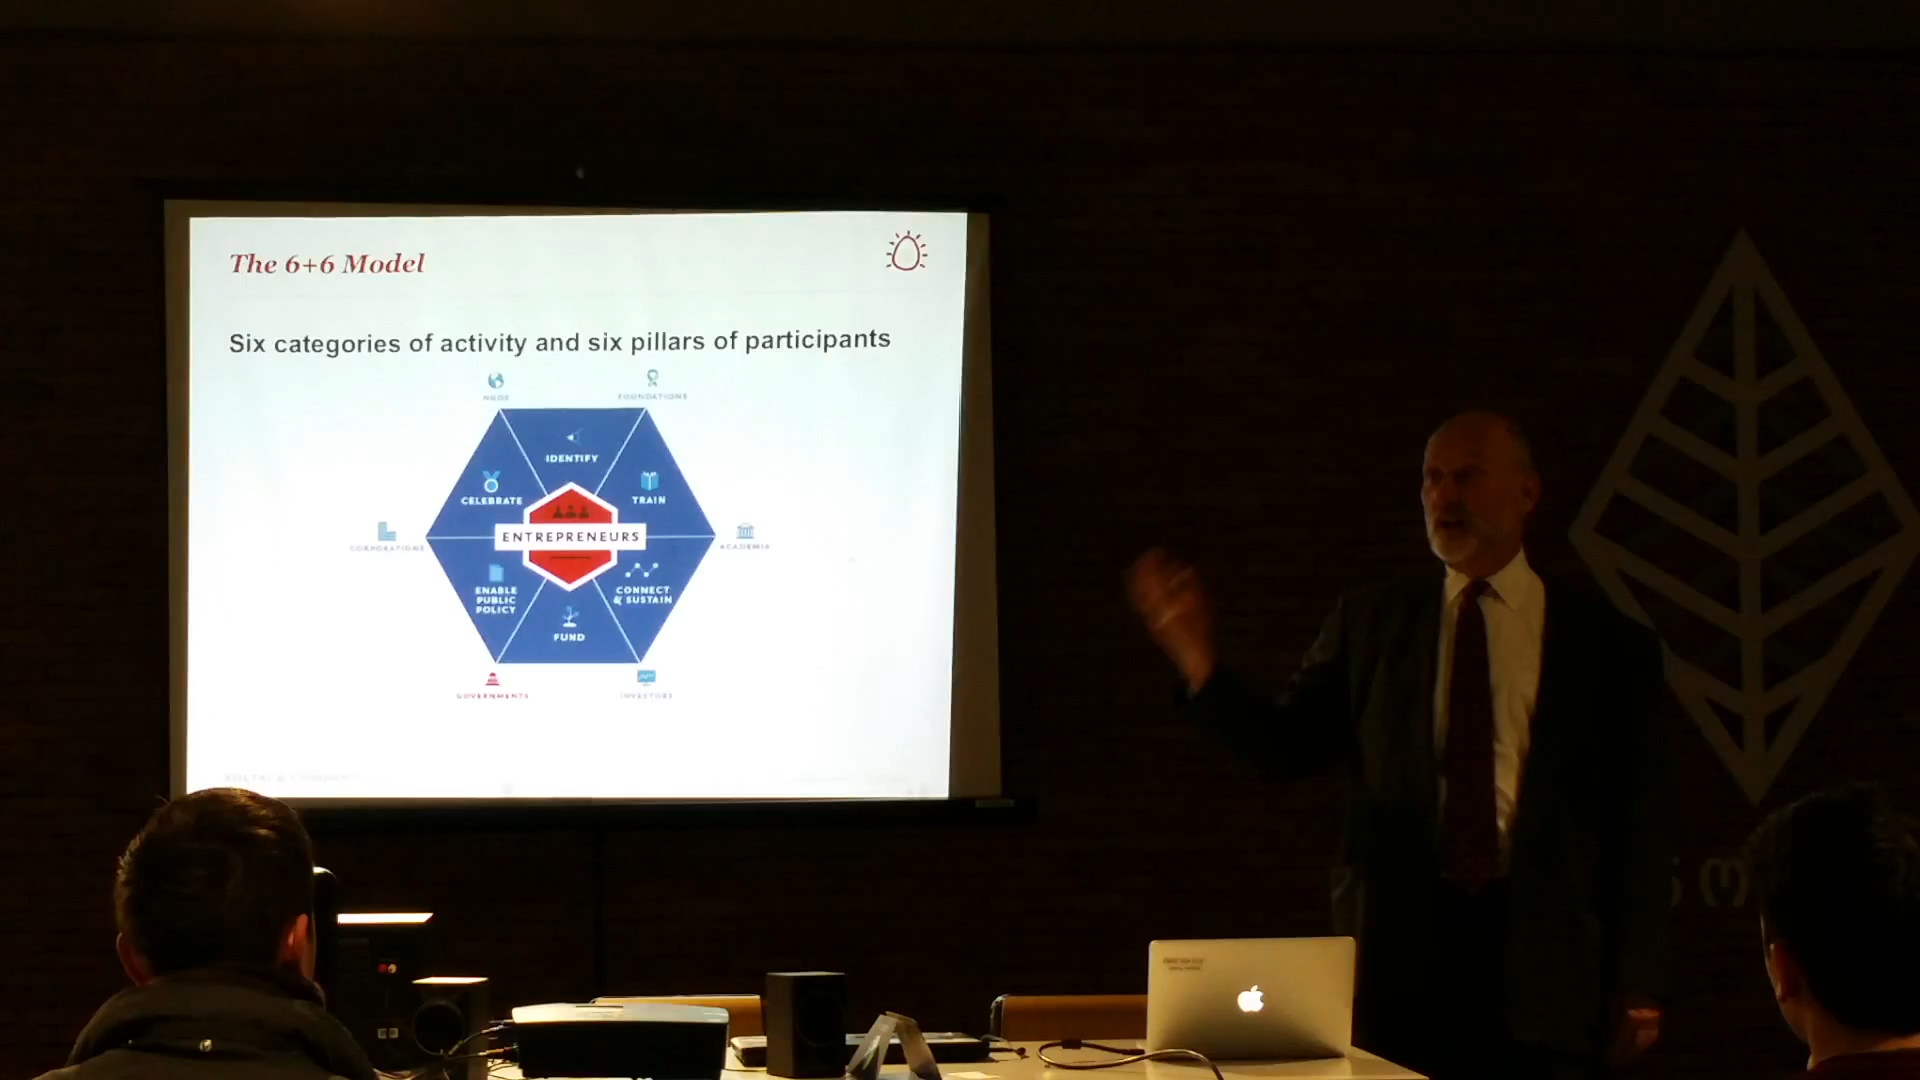 The 6+6 Model
Six categories of activity and six pillars of participants
NGOS
FOUNDATIONS
IDENTIFY
CELEBRATE
TRAIN
ENTREPRENEURS
CORPORATIONS
ACADEMIA
ENABLE
PUBLIC
POLICY
CONNECT
& SUSTAIN
FUND
GOVERNMENTS
INVESTORS